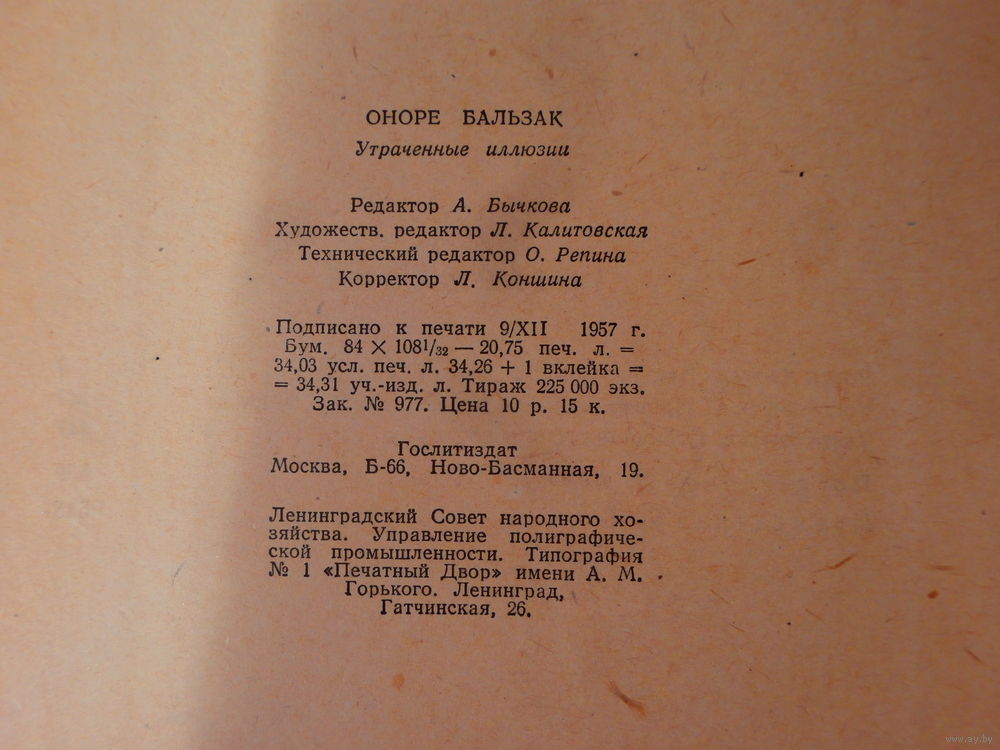 ОНОРЕ БАЛЬЗАК
Утраченные иллюзии
Редактор А. Бычкова
Художеств. редактор Л. Калитовская
Технический редактор О. Репина
Корректор Л. Коншина
Подписано к печати 9/XII 1957 г.
Бум. 84 × 108¹/₃₂ — 20,75 печ. л. =
34,03 усл. печ. л. 34,26 + 1 вклейка =
= 34,31 уч.-изд. л. Тираж 225 000 экз.
Зак. № 977. Цена 10 р. 15 к.
Гослитиздат
Москва, Б-66, Ново-Басманная, 19.
Ленинградский Совет народного хо-
зяйства. Управление полиграфиче-
ской промышленности. Типография
№ 1 «Печатный Двор» имени А. М.
Горького. Ленинград,
Гатчинская, 26.
www.ay.by